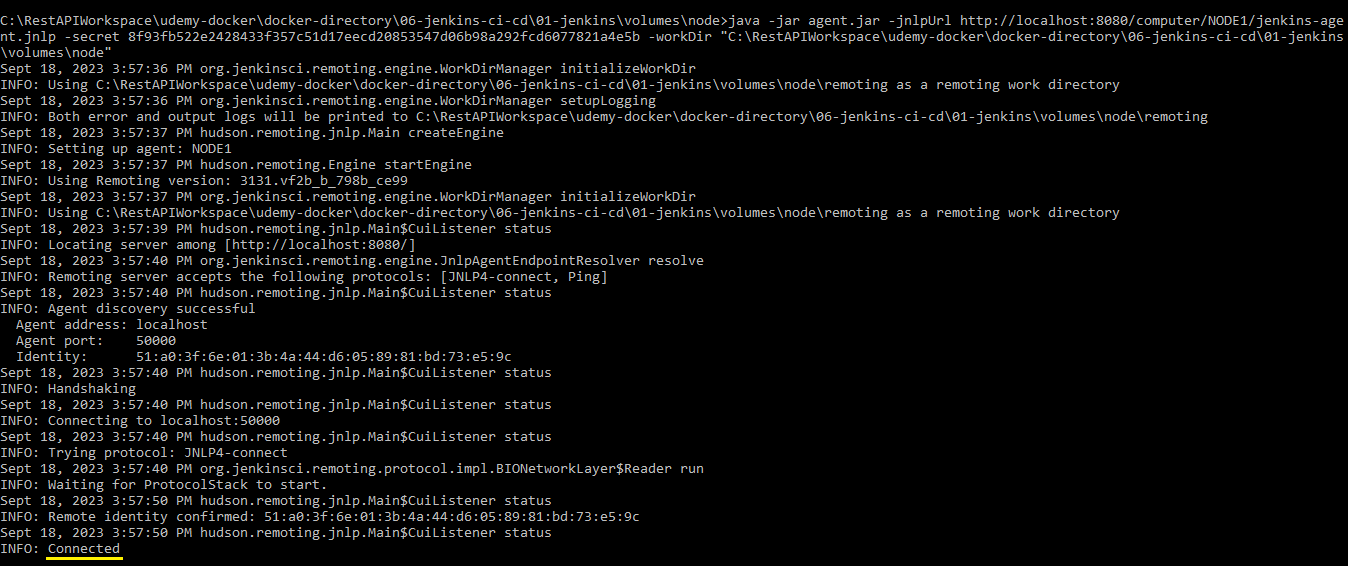 C:\RestAPIWorkspace\udemy-docker\docker-directory\06-jenkins-ci-cd\01-jenkins\volumes\node>java -jar agent.jar -jnlpUrl http://localhost:8080/computer/NODE1/jenkins-age
nt.jnlp -secret 8f93fb522e2428433f357c51d17eecd20853547d06b98a292fcd6077821a4e5b -workDir "C:\RestAPIWorkspace\udemy-docker\docker-directory\06-jenkins-ci-cd\01-jenkins
\volumes\node"
Sept 18, 2023 3:57:36 PM org.jenkinsci.remoting.engine.WorkDirManager initializeWorkDir
INFO: Using C:\RestAPIWorkspace\udemy-docker\docker-directory\06-jenkins-ci-cd\01-jenkins\volumes\node\remoting as a remoting work directory
Sept 18, 2023 3:57:36 PM org.jenkinsci.remoting.engine.WorkDirManager setupLogging
INFO: Both error and output logs will be printed to C:\RestAPIWorkspace\udemy-docker\docker-directory\06-jenkins-ci-cd\01-jenkins\volumes\node\remoting
Sept 18, 2023 3:57:37 PM hudson.remoting.jnlp.Main createEngine
INFO: Setting up agent: NODE1
Sept 18, 2023 3:57:37 PM hudson.remoting.Engine startEngine
INFO: Using Remoting version: 3131.vf2b_b_798b_ce99
Sept 18, 2023 3:57:37 PM org.jenkinsci.remoting.engine.WorkDirManager initializeWorkDir
INFO: Using C:\RestAPIWorkspace\udemy-docker\docker-directory\06-jenkins-ci-cd\01-jenkins\volumes\node\remoting as a remoting work directory
Sept 18, 2023 3:57:39 PM hudson.remoting.jnlp.Main$CuiListener status
INFO: Locating server among [http://localhost:8080/]
Sept 18, 2023 3:57:40 PM org.jenkinsci.remoting.engine.JnlpAgentEndpointResolver resolve
INFO: Remoting server accepts the following protocols: [JNLP4-connect, Ping]
Sept 18, 2023 3:57:40 PM hudson.remoting.jnlp.Main$CuiListener status
INFO: Agent discovery successful
  Agent address: localhost
  Agent port:    50000
  Identity:      51:a0:3f:6e:01:3b:4a:44:d6:05:89:81:bd:73:e5:9c
Sept 18, 2023 3:57:40 PM hudson.remoting.jnlp.Main$CuiListener status
INFO: Handshaking
Sept 18, 2023 3:57:40 PM hudson.remoting.jnlp.Main$CuiListener status
INFO: Connecting to localhost:50000
Sept 18, 2023 3:57:40 PM hudson.remoting.jnlp.Main$CuiListener status
INFO: Trying protocol: JNLP4-connect
Sept 18, 2023 3:57:40 PM org.jenkinsci.remoting.protocol.impl.BIONetworkLayer$Reader run
INFO: Waiting for ProtocolStack to start.
Sept 18, 2023 3:57:50 PM hudson.remoting.jnlp.Main$CuiListener status
INFO: Remote identity confirmed: 51:a0:3f:6e:01:3b:4a:44:d6:05:89:81:bd:73:e5:9c
Sept 18, 2023 3:57:50 PM hudson.remoting.jnlp.Main$CuiListener status
INFO: Connected